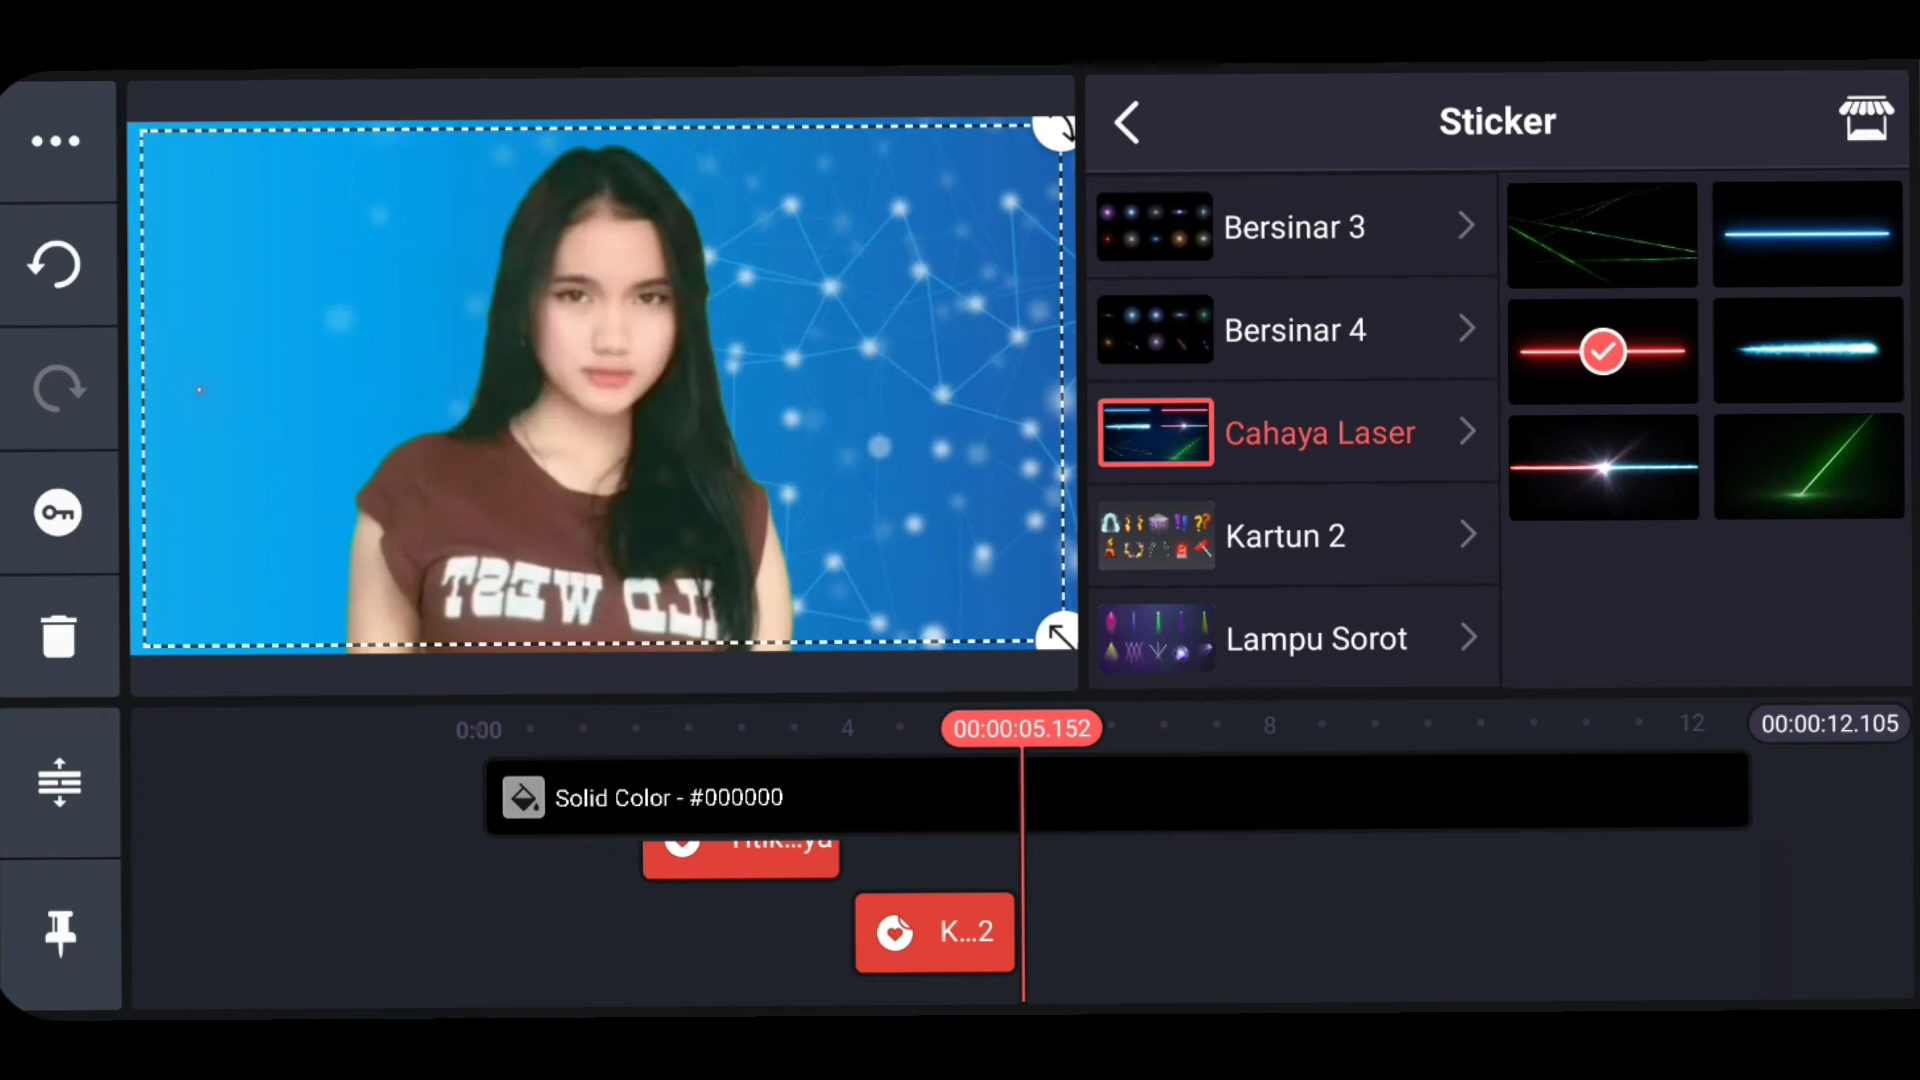 Sticker
Bersinar 3
Bersinar 4
Cahaya Laser
Kartun 2
Lampu Sorot
0:00
4
00:00:05.152
8
12
00:00:12.105
Solid Color - #000000
K...2